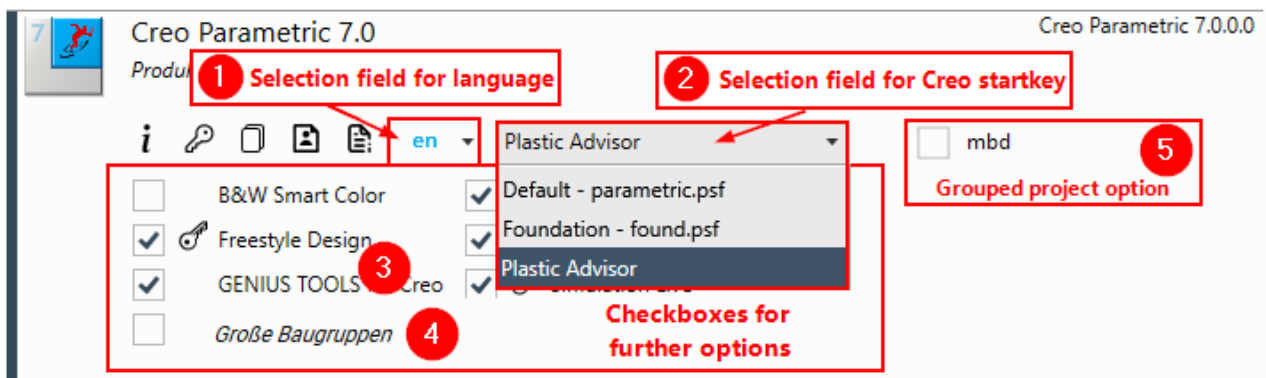 7
Creo Parametric 7.0
Creo Parametric 7.0.0.0
1 Selection field for language
2 Selection field for Creo startkey
i
en
Plastic Advisor
mbd
5
Grouped project option
B&W Smart Color
Default - parametric.psf
Freestyle Design
Foundation - found.psf
3
GENIUS TOOLS Creo
Plastic Advisor
Große Baugruppen
4
Checkboxes for
further options